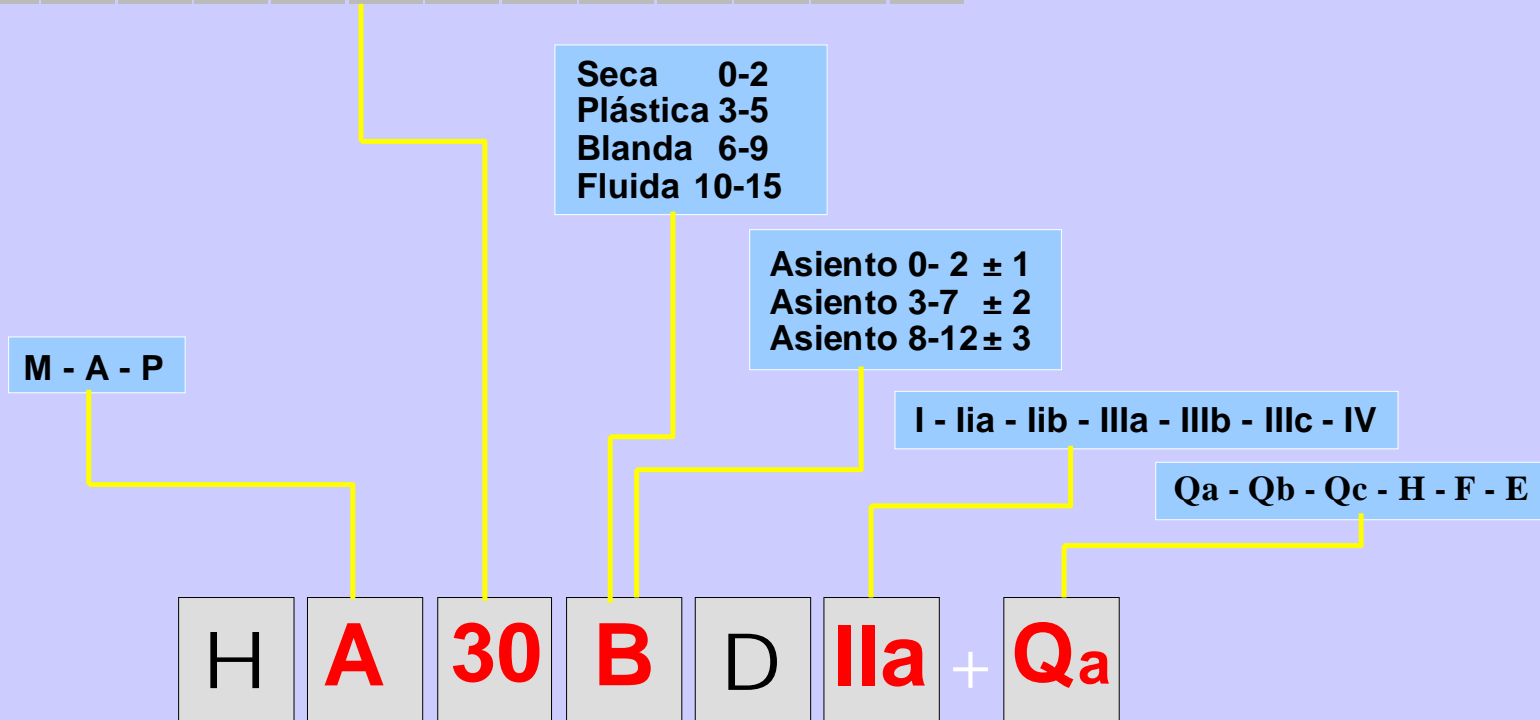 Seca 0-2
Plástica 3-5
Blanda 6-9
Fluida 10-15
Asiento 0- 2 ± 1
Asiento 3-7 ± 2
Asiento 8-12 ± 3
M - A - P
I - Iia - Iib - IIIa - IIIb - IIIc - IV
Qa - Qb - Qc - H - F - E
H A 30 B D IIa + Qa